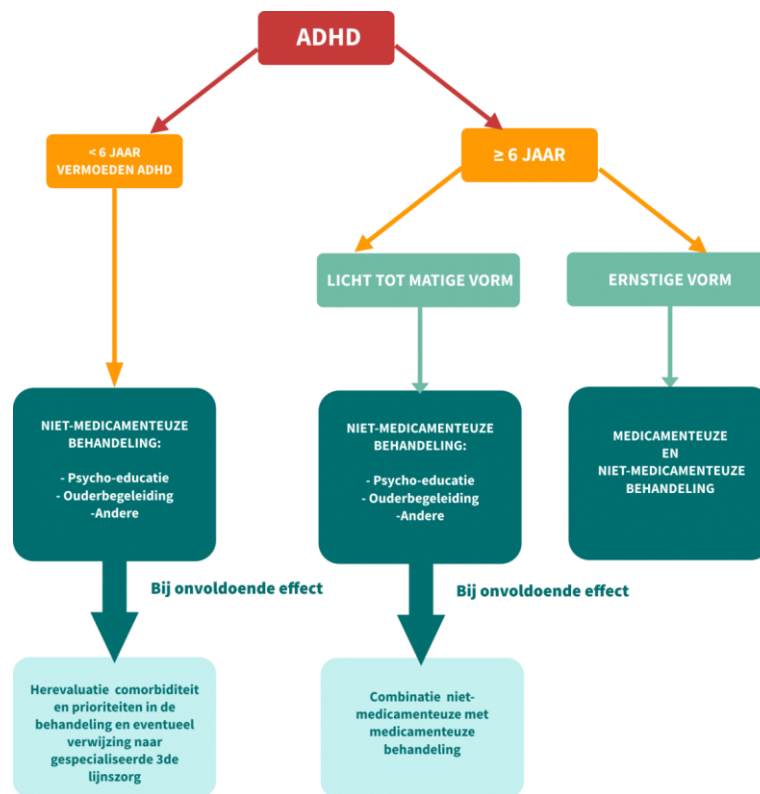 ADHD
< 6 JAAR
VERMOEDEN ADHD
≥ 6 JAAR
LICHT TOT MATIGE VORM
ERNSTIGE VORM
NIET-MEDICAMENTEUZE
BEHANDELING:
- Psycho-educatie
- Ouderbegeleiding
-Andere
NIET-MEDICAMENTEUZE
BEHANDELING:
- Psycho-educatie
- Ouderbegeleiding
-Andere
MEDICAMENTEUZE
EN
NIET-MEDICAMENTEUZE
BEHANDELING
Bij onvoldoende effect
Bij onvoldoende effect
Herevaluatie comorbiditeit
en prioriteiten in de
behandeling en eventueel
verwijzing naar
gespecialiseerde 3de
lijnszorg
Combinatie niet-
medicamenteuze met
medicamenteuze
behandeling